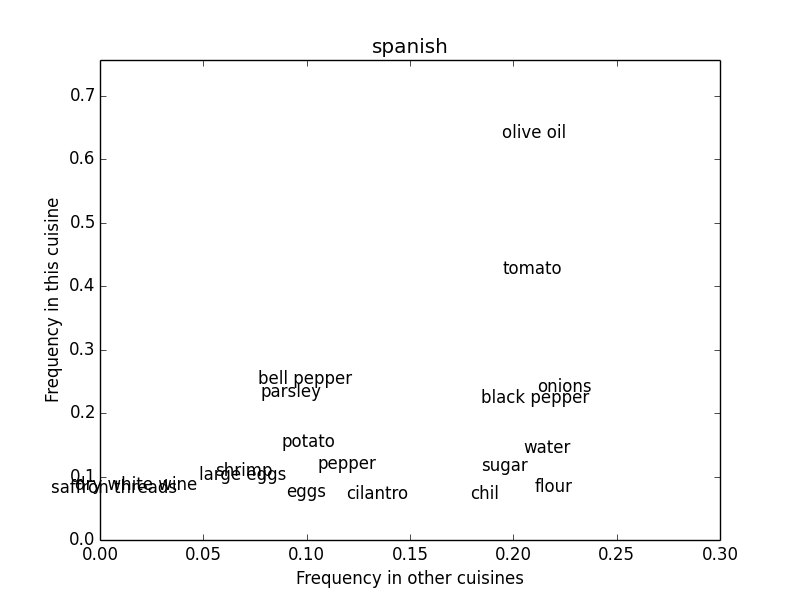 spanish
0.7
olive oil
0.6
0.5
tomato
0.4
Frequency in this cuisine
0.3
bell pepper
onions
parsley
black pepper
0.2
potato
water
pepper
sugar
shrimp
0.1
large eggs
dry white wine
saffron threads
flour
eggs
cilantro
chil
0.0
0.00 0.05 0.10 0.15 0.20 0.25 0.30
Frequency in other cuisines